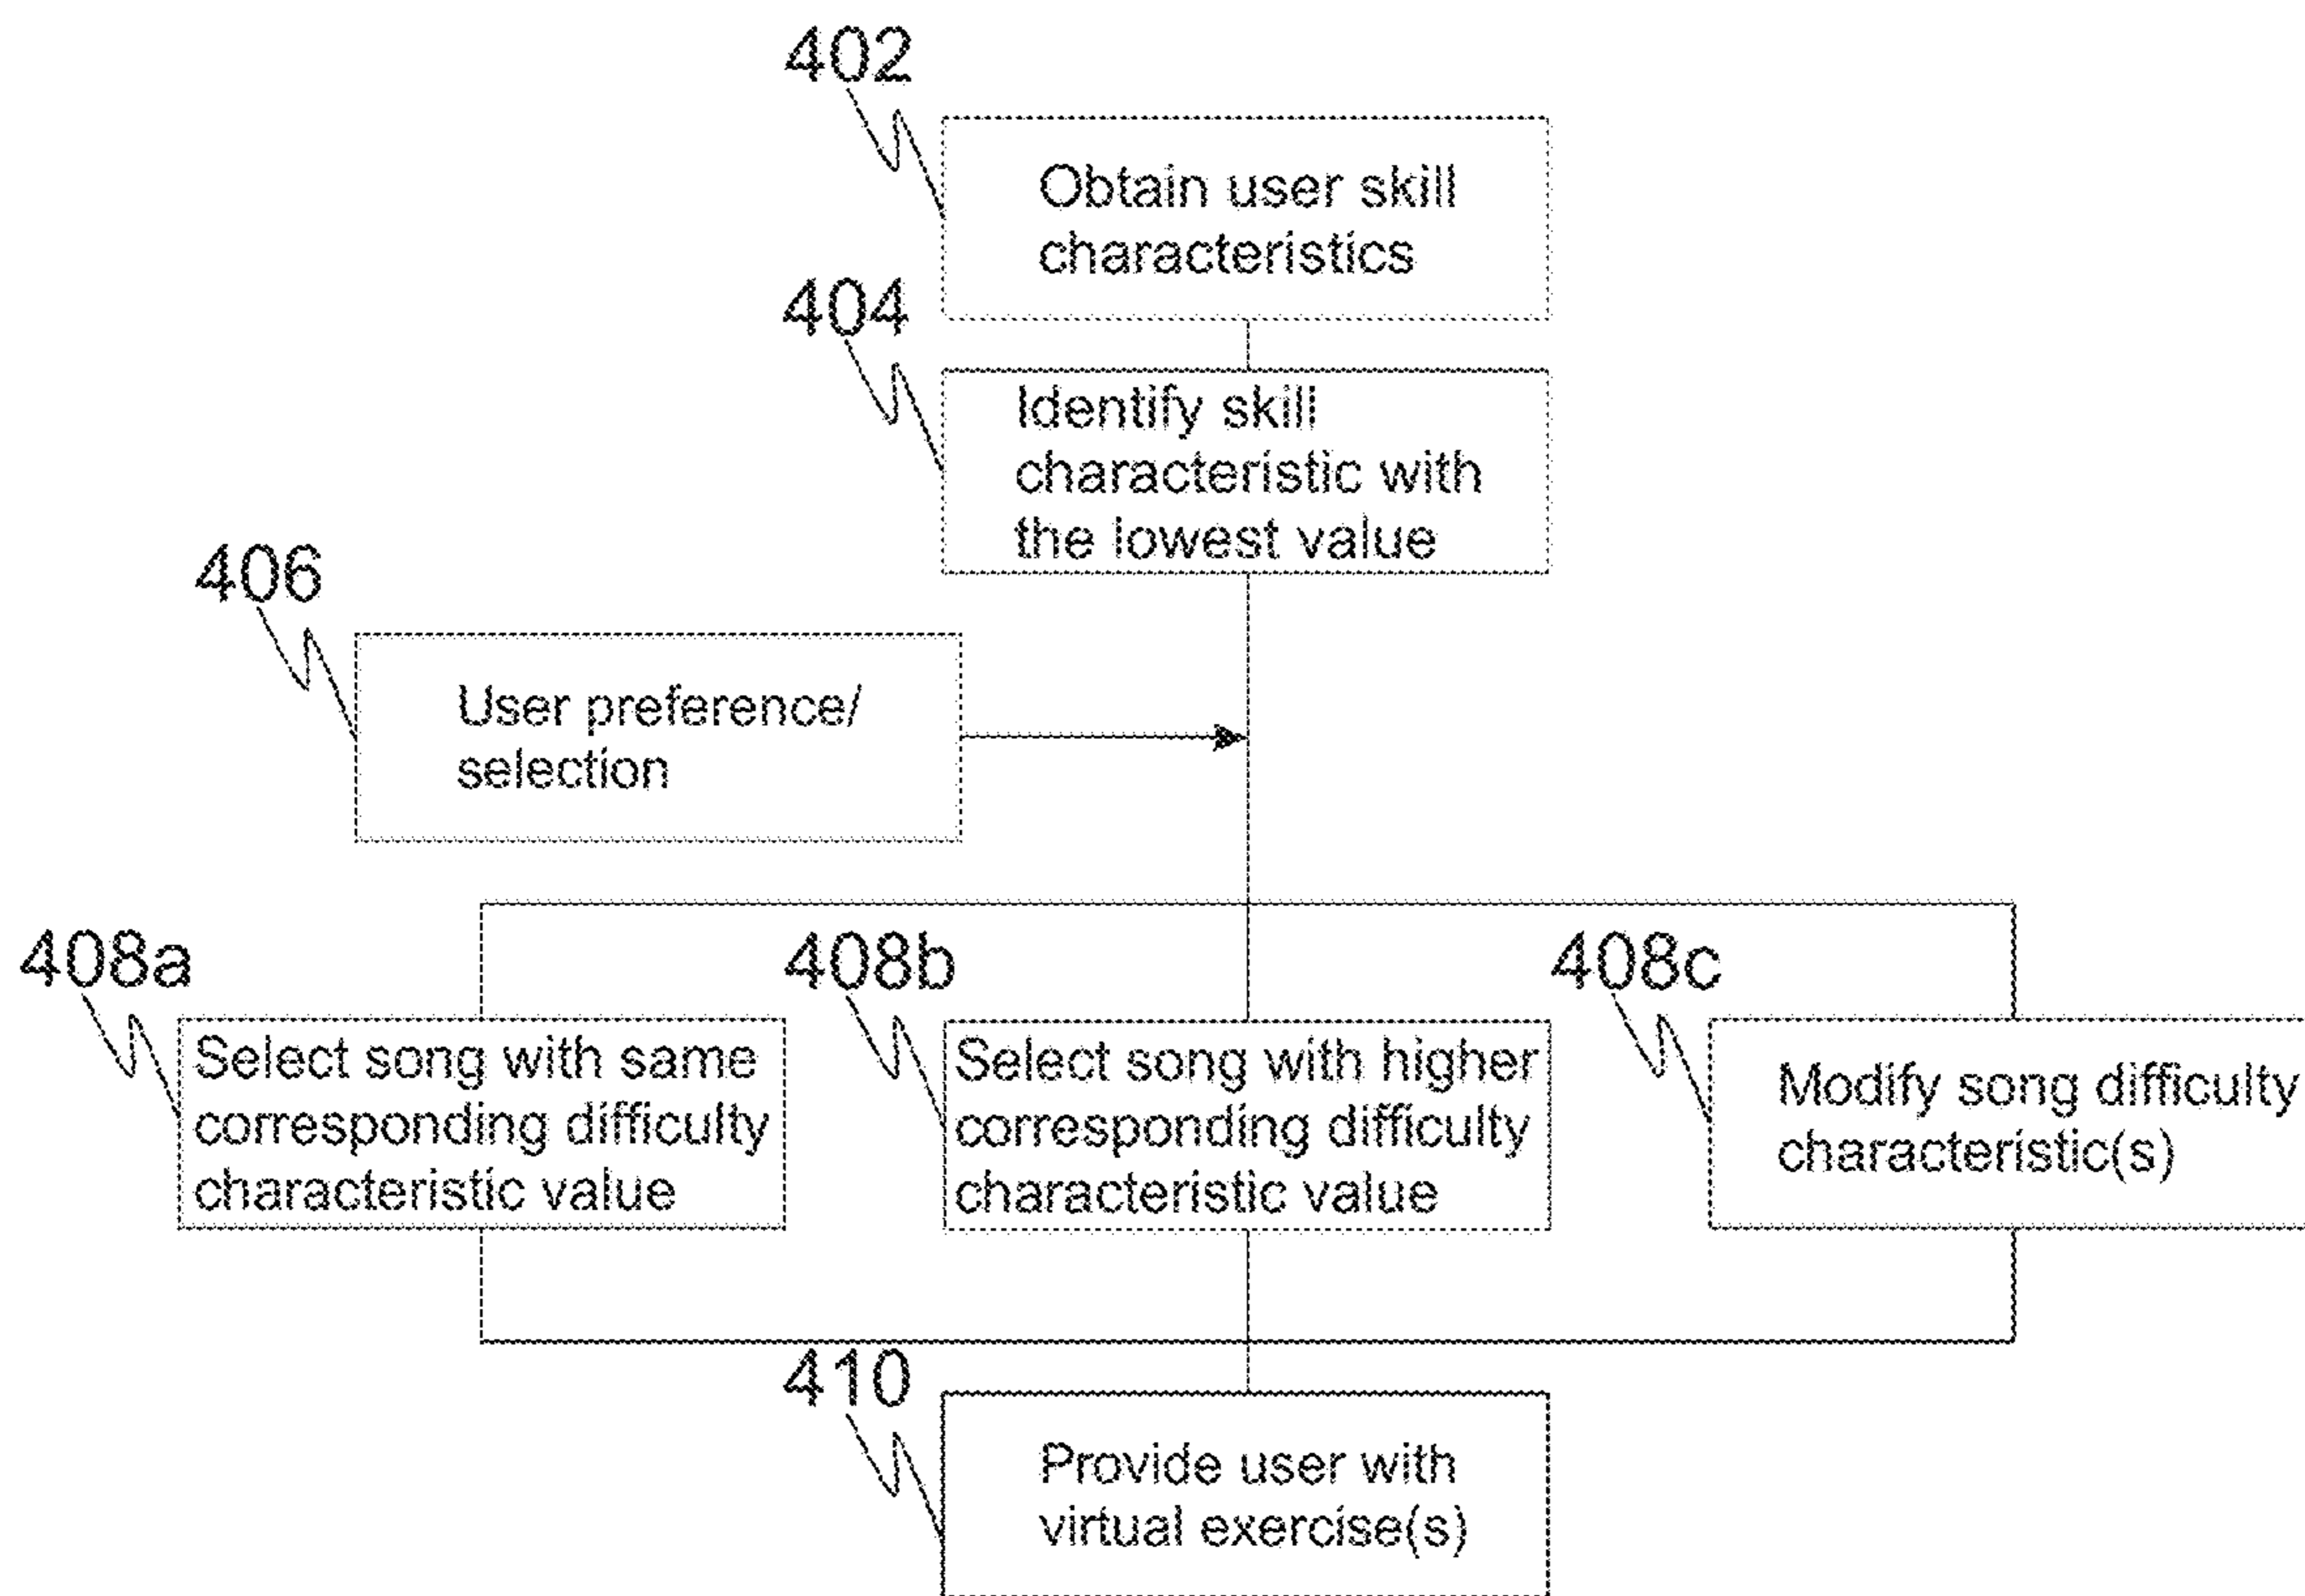 402
Obtain user skill
characteristics
404
Identify skill
characteristic with
the lowest value
406
User preference/
selection
408a
Select song with same
corresponding difficulty
characteristic value
408b
Select song with higher
corresponding difficulty
characteristic value
408c
Modify song difficulty
characteristic(s)
410
Provide user with
virtual exercise(s)